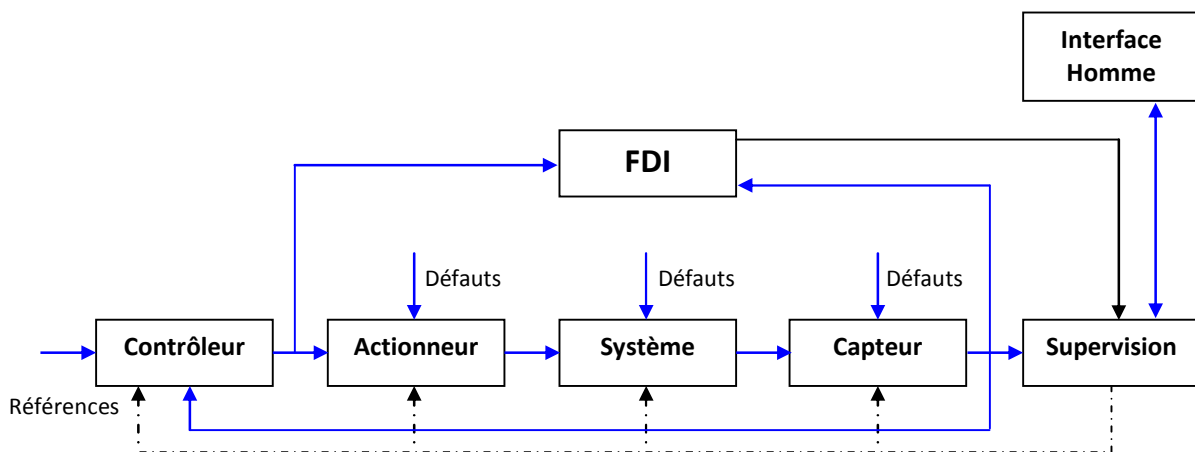 Interface
Homme
FDI
Défauts
Défauts
Défauts
Contrôleur
Actionneur
Système
Capteur
Supervision
Références